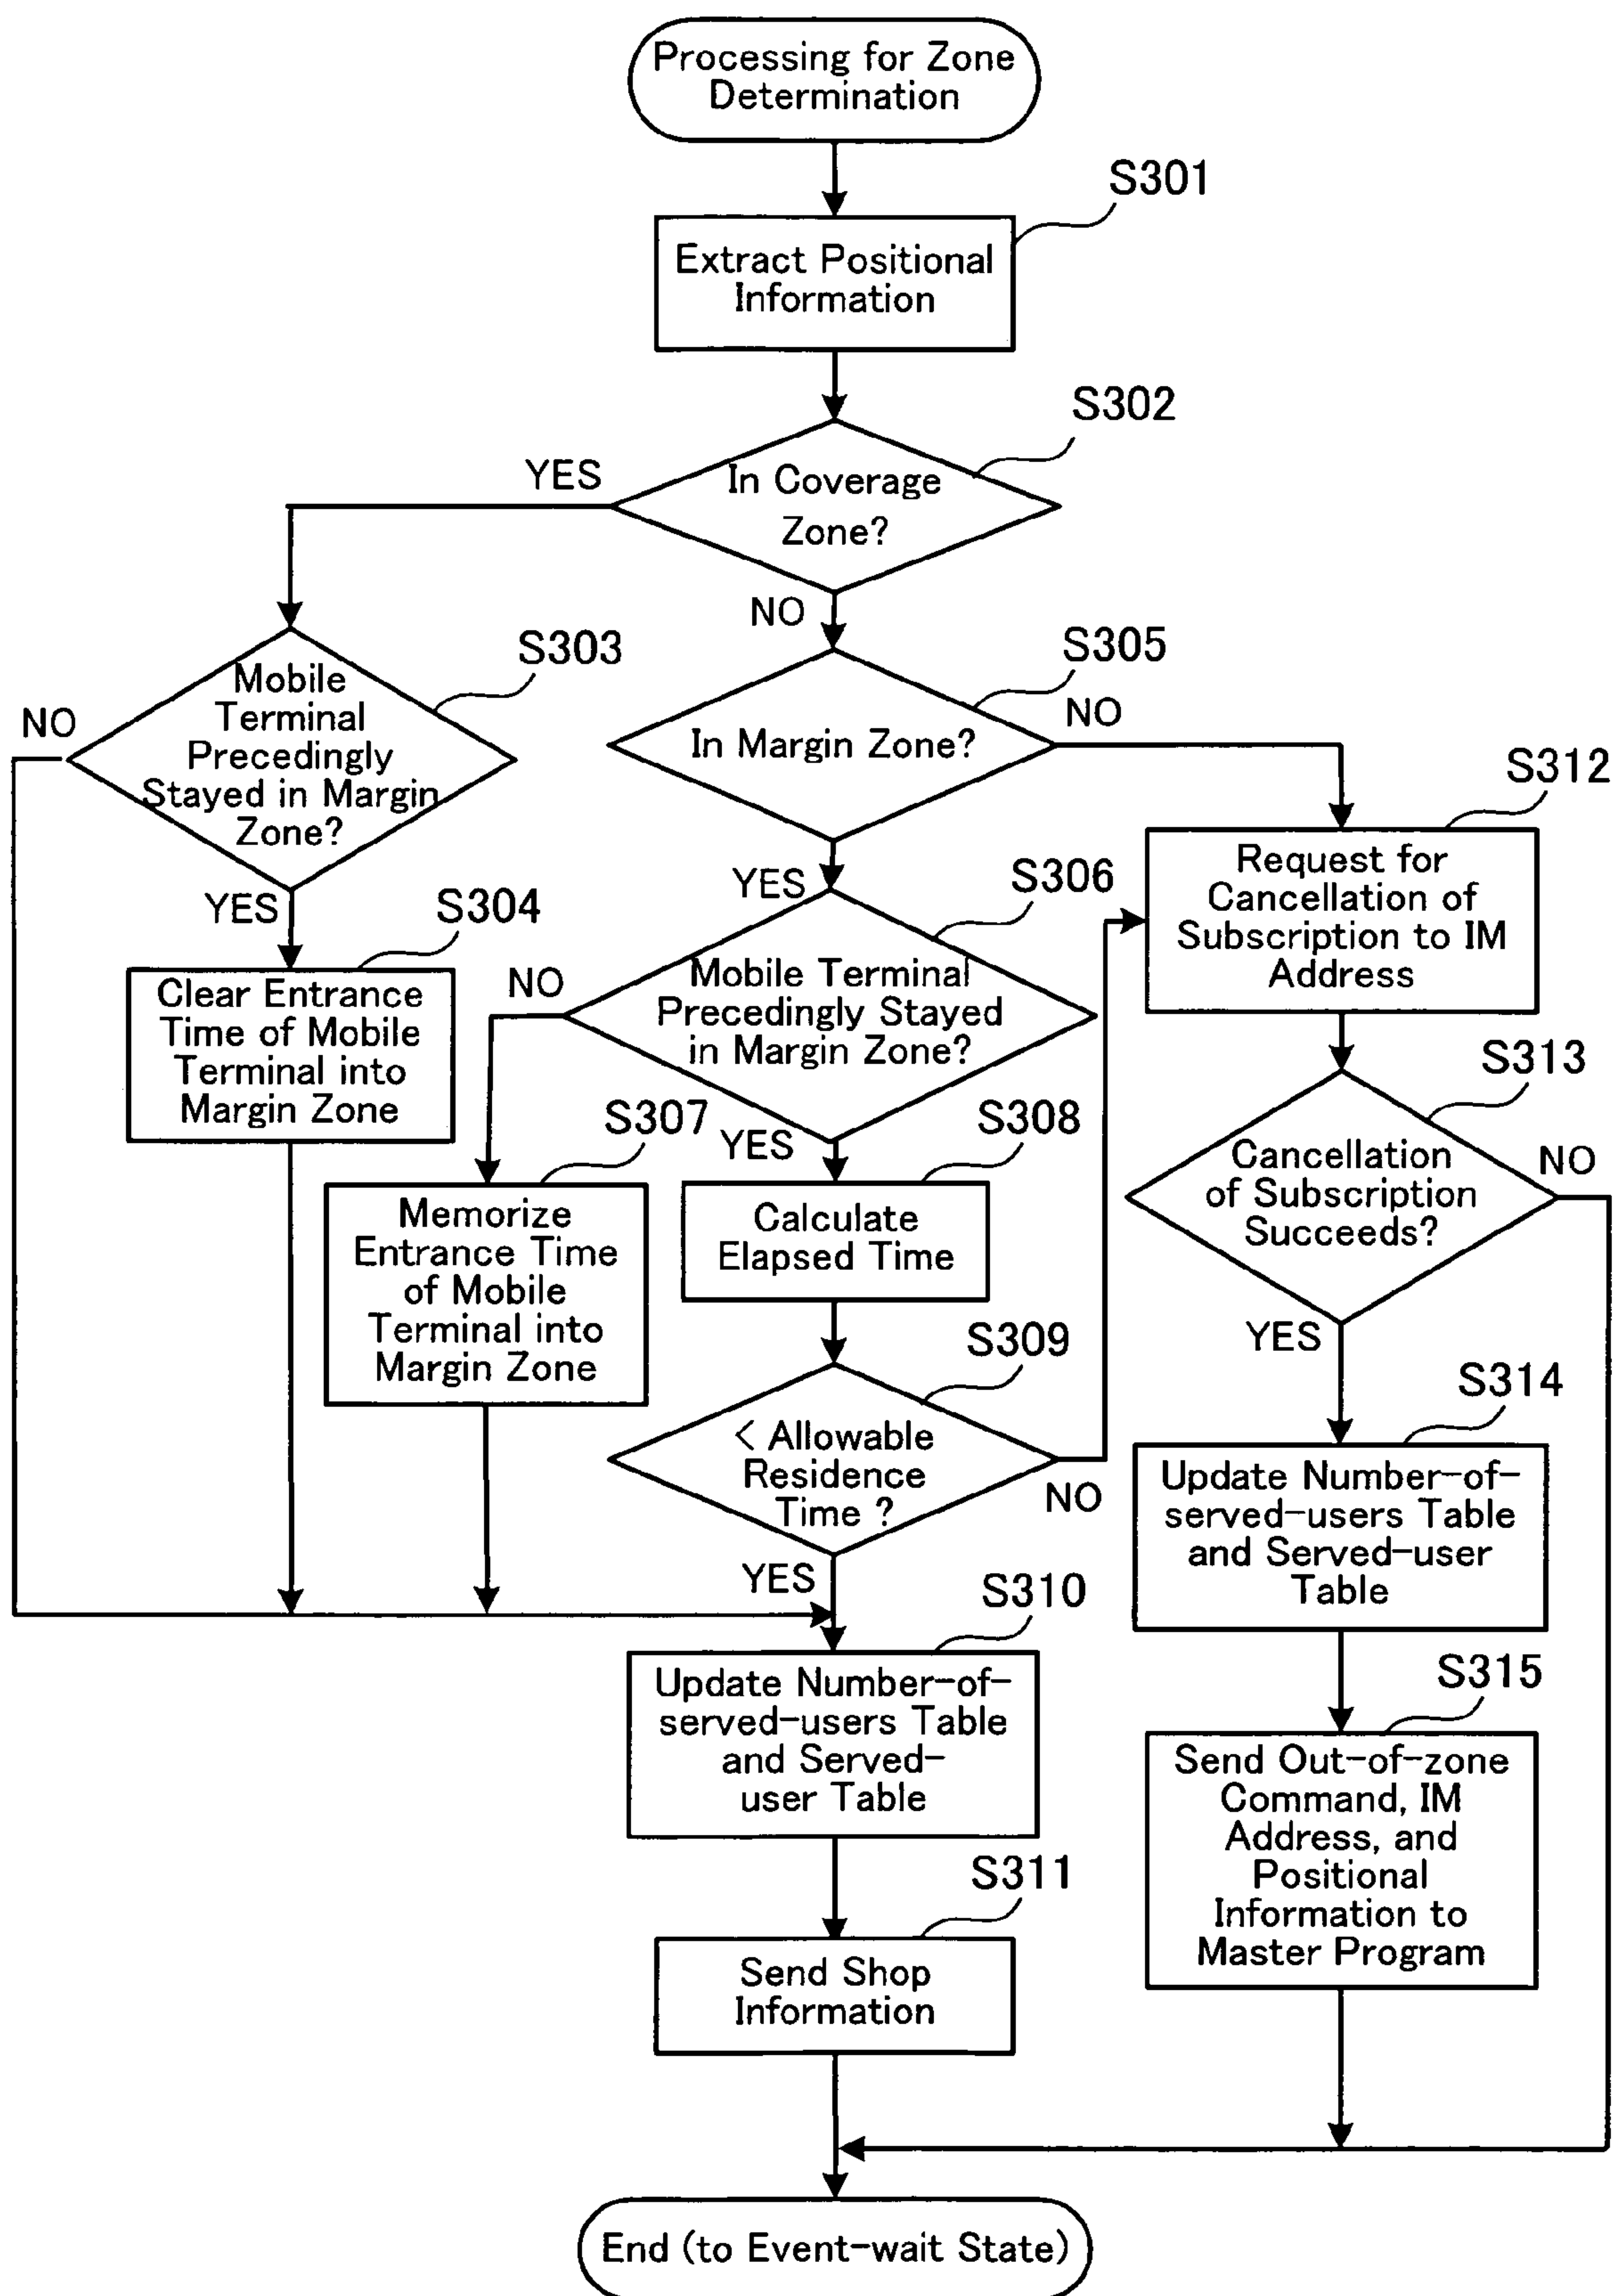 Processing for Zone
Determination
S301
Extract Positional
Information
S302
YES
In Coverage
Zone?
NO
S303
NO
Mobile
Terminal
Precedingly
Stayed in Margin
Zone?
S305
NO
In Margin Zone?
S312
Request for
Cancellation of
Subscription to IM
Address
YES
S304
Clear Entrance
Time of Mobile
Terminal into
Margin Zone
YES
S306
NO
Mobile Terminal
Precedingly Stayed
in Margin Zone?
S313
Cancellation
of Subscription
Succeeds?
NO
S307
Memorize
Entrance Time
of Mobile
Terminal into
Margin Zone
YES
S308
Calculate
Elapsed Time
S309
< Allowable
Residence
Time ?
NO
YES
S314
Update Number-of-
served-users Table
and Served-user
Table
YES
S310
Update Number-of-
served-users Table
and Served-
user Table
S315
Send Out-of-zone
Command, IM
Address, and
Positional
Information to
Master Program
S311
Send Shop
Information
End (to Event-wait State)